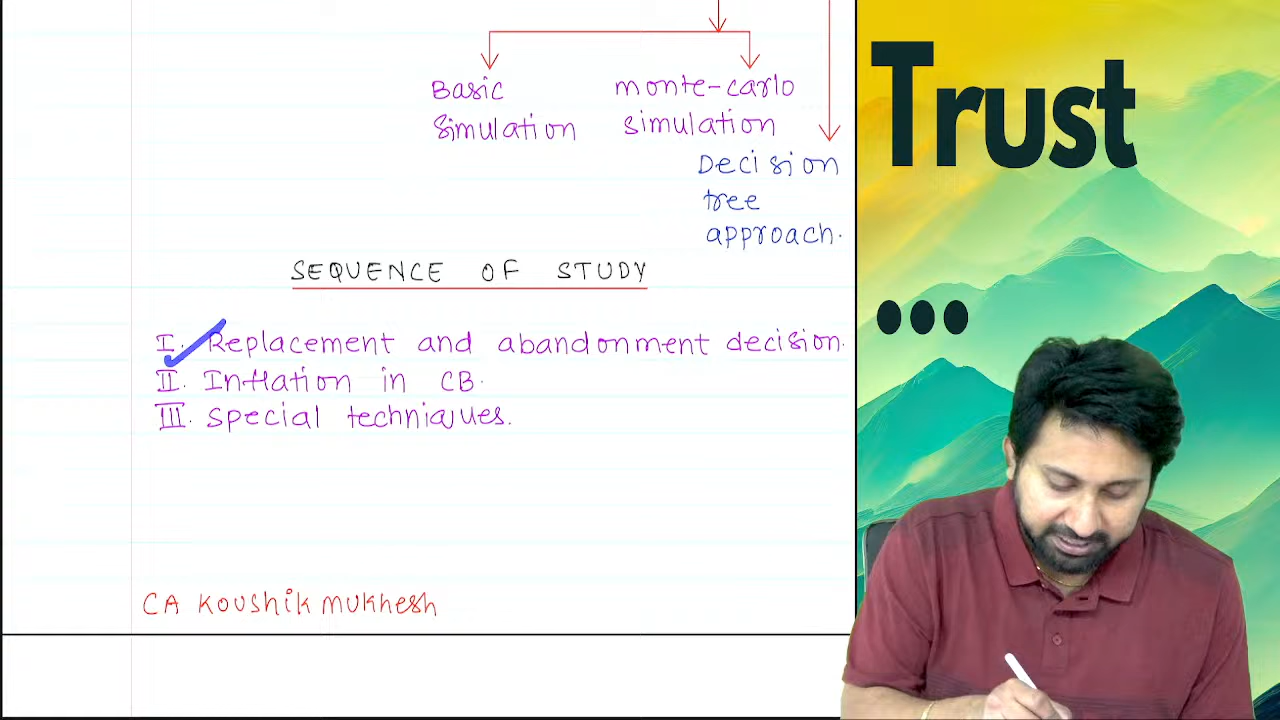 Basic
Simulation
monte-carlo
simulation
Decision
tree
approach.
SEQUENCE OF STUDY
I. Replacement and abandonment decision.
II. Inflation in CB.
III. Special techniques.
CA Koushik mukhesh
Trust
...